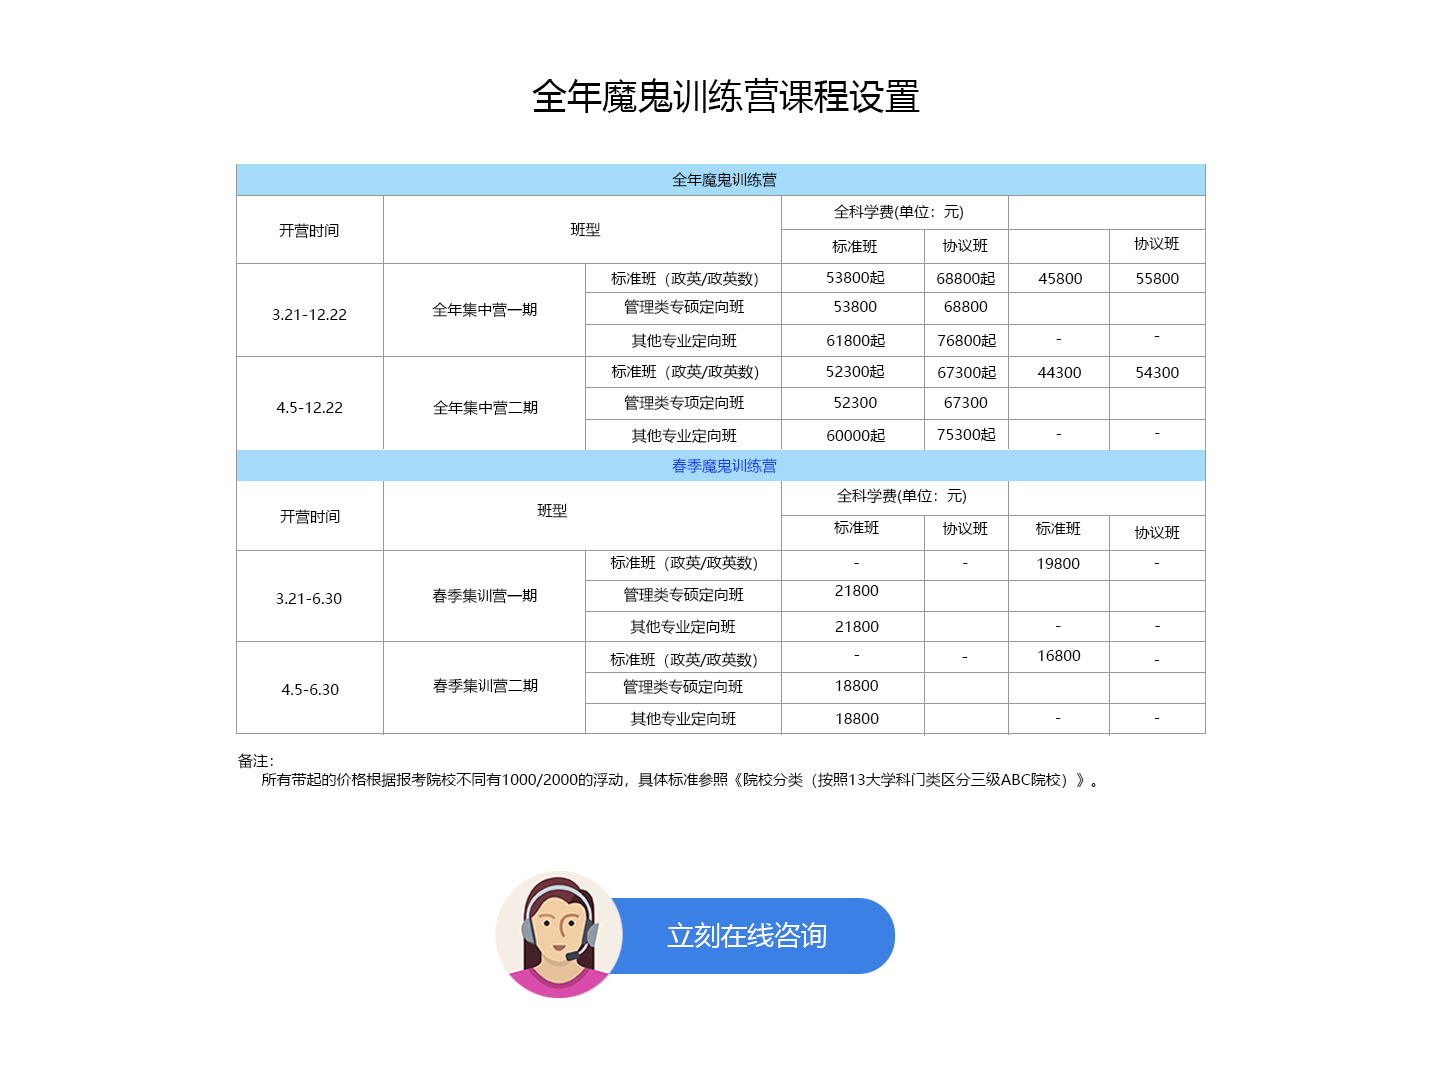 全年魔鬼训练营课程设置
全年魔鬼训练营
开营时间 班型 全科学费(单位：元)
标准班 协议班 协议班
3.21-12.22 全年集中营一期 标准班（政英/政英数） 53800起 68800起 45800 55800
管理类专硕定向班 53800 68800
其他专业定向班 61800起 76800起 - -
4.5-12.22 全年集中营二期 标准班（政英/政英数） 52300起 67300起 44300 54300
管理类专项定向班 52300 67300
其他专业定向班 60000起 75300起 - -
春季魔鬼训练营
开营时间 班型 全科学费(单位：元)
标准班 协议班 标准班 协议班
3.21-6.30 春季集训营一期 标准班（政英/政英数） - - 19800 -
管理类专硕定向班 21800
其他专业定向班 21800 - -
4.5-6.30 春季集训营二期 标准班（政英/政英数） - - 16800 -
管理类专硕定向班 18800
其他专业定向班 18800 - -
备注：
所有带起的价格根据报考院校不同有1000/2000的浮动，具体标准参照《院校分类（按照13大学科门类区分三级ABC院校）》。
立刻在线咨询